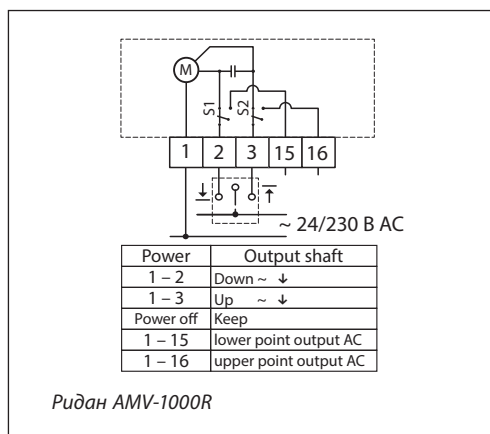 M
S1
S2
1 2 3 15 16
~ 24/230 В AC
Power Output shaft
1 – 2 Down ~ ↓
1 – 3 Up ~ ↓
Power off Keep
1 – 15 lower point output AC
1 – 16 upper point output AC
Ридан AMV-1000R